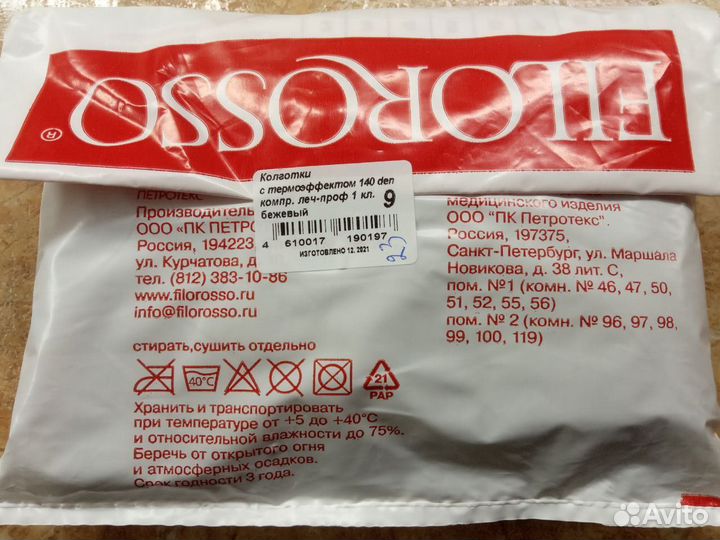 FILOROSSO
®
Колготки
с термоэффектом 140 den
компр. леч-проф 1 кл.
бежевый
9
4 610017 190197
ИЗГОТОВЛЕНО 12. 2021
23
ПЕТРОТЕКС
Производитель
ООО «ПК ПЕТРО
Россия, 194223,
ул. Курчатова, д
тел. (812) 383-10-86
www.filorosso.ru
info@filorosso.ru
медицинского изделия
ООО "ПК Петротекс".
Россия, 197375,
Санкт-Петербург, ул. Маршала
Новикова, д. 38 лит. С,
пом. №1 (комн. № 46, 47, 50,
51, 52, 55, 56)
пом. № 2 (комн. № 96, 97, 98,
99, 100, 119)
стирать,сушить отдельно
40°C
21
PAP
Хранить и транспортировать
при температуре от +5 до +40°C
и относительной влажности до 75%.
Беречь от открытого огня
и атмосферных осадков.
Срок годности 3 года.
Avito